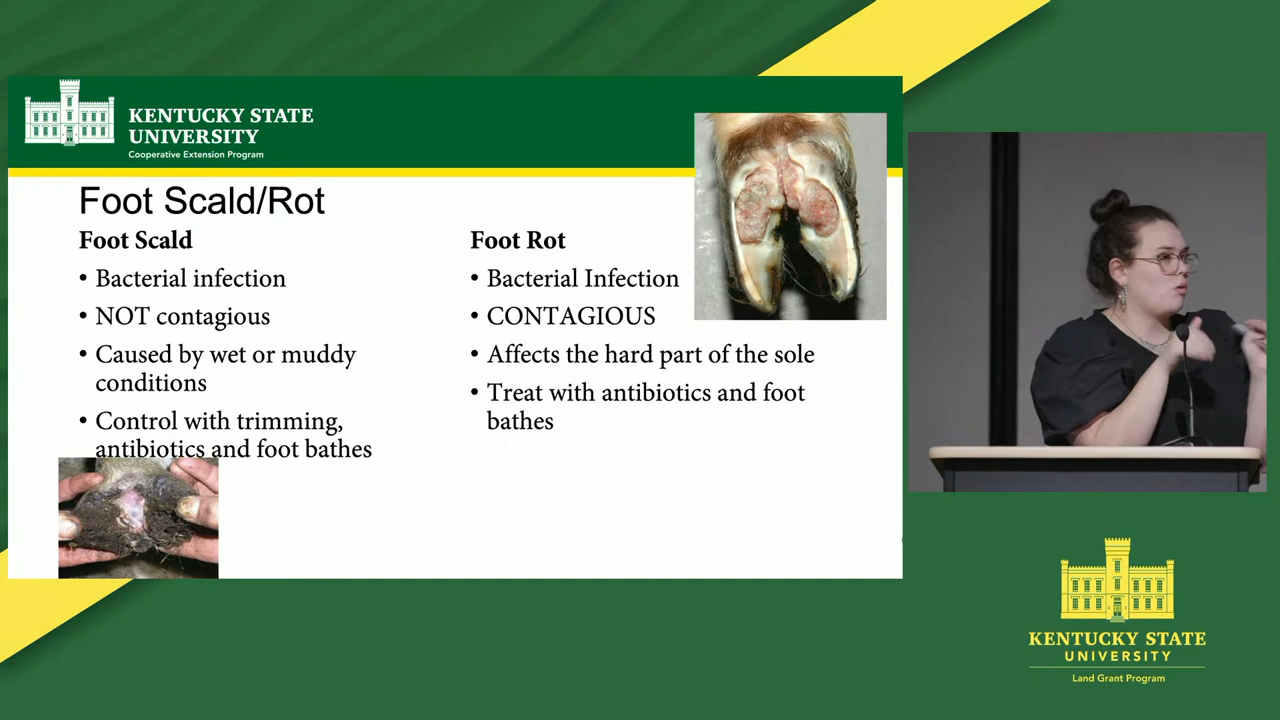 KENTUCKY STATE
UNIVERSITY
Cooperative Extension Program
Foot Scald/Rot
Foot Scald
• Bacterial infection
• NOT contagious
• Caused by wet or muddy
conditions
• Control with trimming,
antibiotics and foot bathes
Foot Rot
• Bacterial Infection
• CONTAGIOUS
• Affects the hard part of the sole
• Treat with antibiotics and foot
bathes
KENTUCKY STATE
UNIVERSITY
Land Grant Program